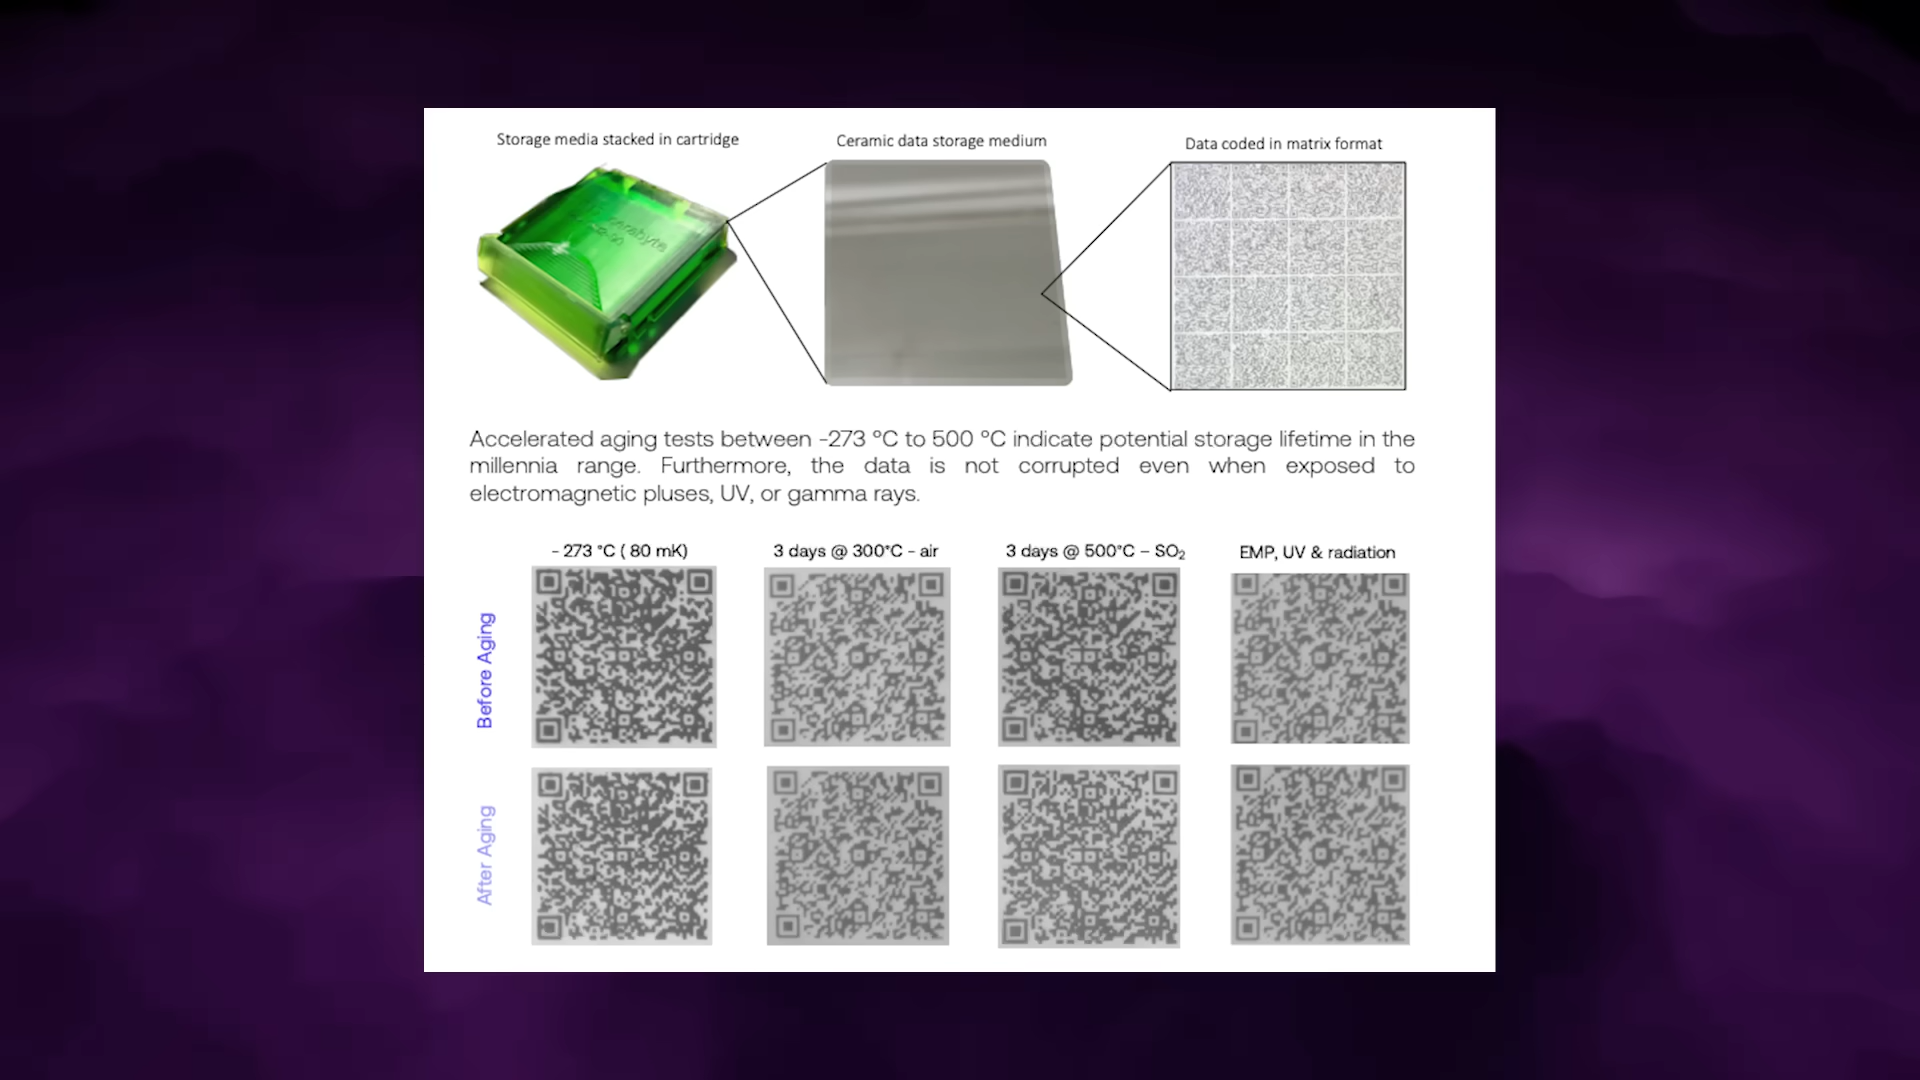 Storage media stacked in cartridge
Ceramic data storage medium
Data coded in matrix format
Accelerated aging tests between -273 °C to 500 °C indicate potential storage lifetime in the
millennia range. Furthermore, the data is not corrupted even when exposed to
electromagnetic pluses, UV, or gamma rays.
- 273 °C ( 80 mK)
3 days @ 300°C - air
3 days @ 500°C – SO₂
EMP, UV & radiation
Before Aging
After Aging